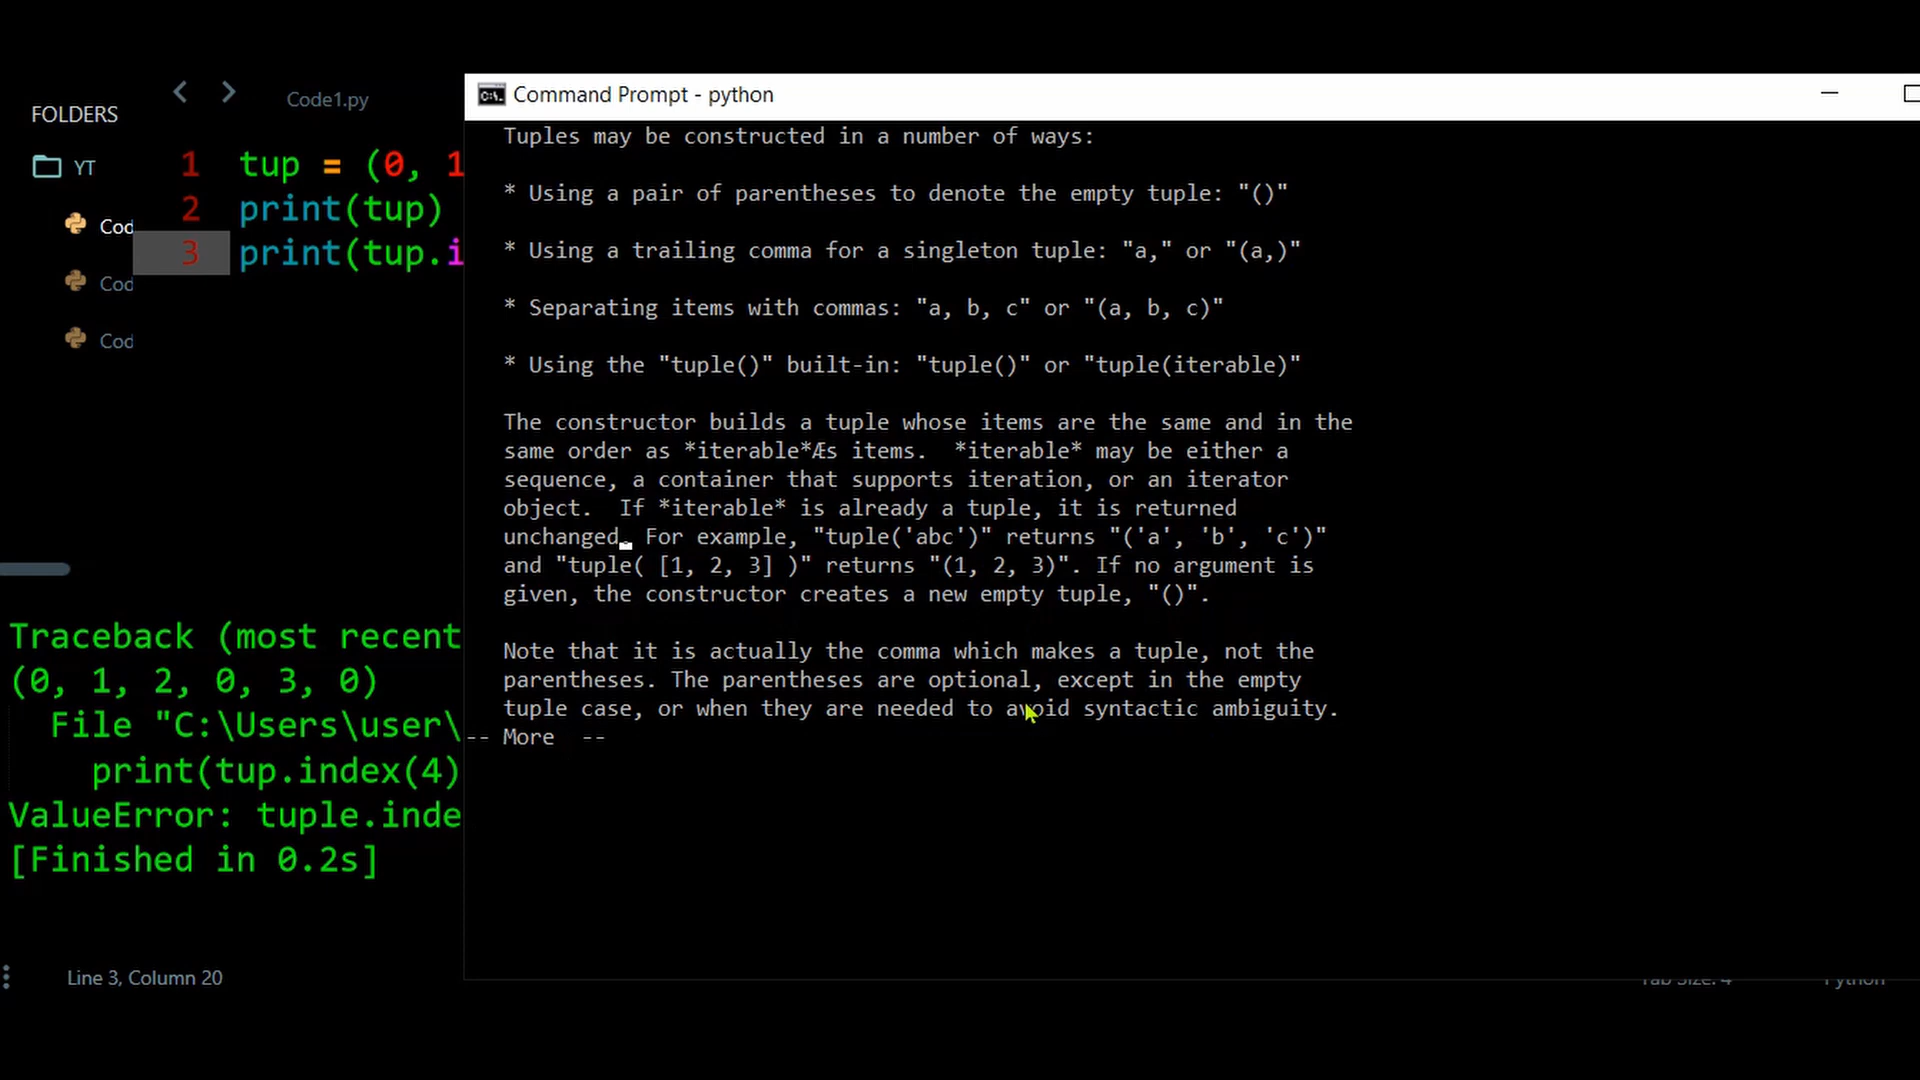 FOLDERS
YT
Cod
Cod
Cod
Code1.py
1 tup = (0, 1
2 print(tup)
3 print(tup.i
Traceback (most recent
(0, 1, 2, 0, 3, 0)
File "C:\Users\user\
print(tup.index(4)
ValueError: tuple.inde
[Finished in 0.2s]
Line 3, Column 20
C:\. Command Prompt - python
Tuples may be constructed in a number of ways:
* Using a pair of parentheses to denote the empty tuple: "()"
* Using a trailing comma for a singleton tuple: "a," or "(a,)"
* Separating items with commas: "a, b, c" or "(a, b, c)"
* Using the "tuple()" built-in: "tuple()" or "tuple(iterable)"
The constructor builds a tuple whose items are the same and in the
same order as *iterable*Æs items.  *iterable* may be either a
sequence, a container that supports iteration, or an iterator
object.  If *iterable* is already a tuple, it is returned
unchanged. For example, "tuple('abc')" returns "('a', 'b', 'c')"
and "tuple( [1, 2, 3] )" returns "(1, 2, 3)". If no argument is
given, the constructor creates a new empty tuple, "()".
Note that it is actually the comma which makes a tuple, not the
parentheses. The parentheses are optional, except in the empty
tuple case, or when they are needed to avoid syntactic ambiguity.
-- More  --
Tab Size: 4
Python